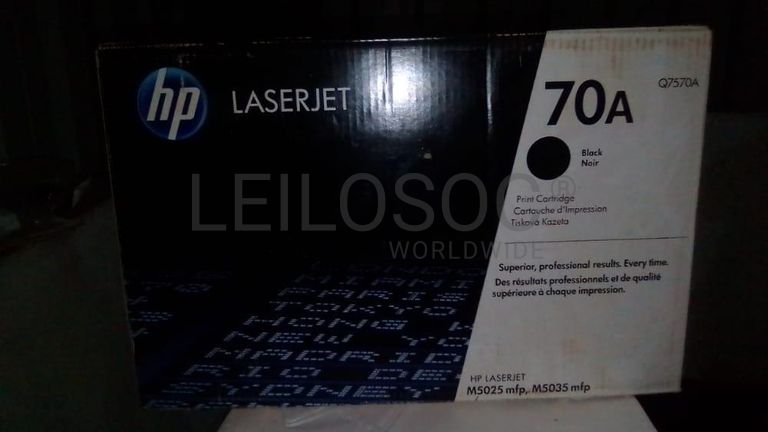 hp
LASERJET
70A
Q7570A
Black
Noir
Print Cartridge
Cartouche d'Impression
Tisková Kazeta
LEILOSOC®
WORLDWIDE
Superior, professional results. Every time.
Des résultats professionnels et de qualité
supérieure à chaque impression.
HP LASERJET
M5025 mfp, M5035 mfp